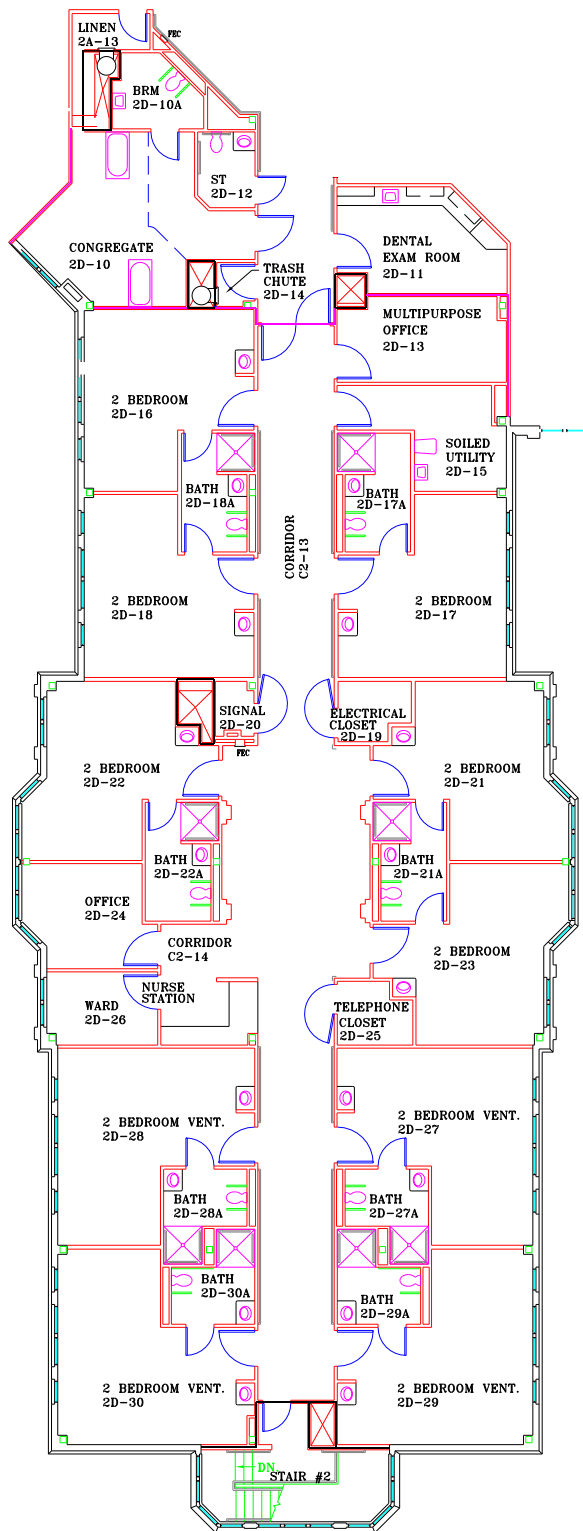 LINEN
2A-13
FEC
BRM
2D-10A
ST
2D-12
CONGREGATE
2D-10
TRASH
CHUTE
2D-14
DENTAL
EXAM ROOM
2D-11
MULTIPURPOSE
OFFICE
2D-13
2 BEDROOM
2D-16
SOILED
UTILITY
2D-15
BATH
2D-18A
BATH
2D-17A
CORRIDOR
C2-13
2 BEDROOM
2D-18
2 BEDROOM
2D-17
SIGNAL
2D-20
ELECTRICAL
CLOSET
2D-19
FEC
2 BEDROOM
2D-22
2 BEDROOM
2D-21
BATH
2D-22A
BATH
2D-21A
OFFICE
2D-24
CORRIDOR
C2-14
2 BEDROOM
2D-23
NURSE
STATION
WARD
2D-26
TELEPHONE
CLOSET
2D-25
2 BEDROOM VENT.
2D-28
2 BEDROOM VENT.
2D-27
BATH
2D-28A
BATH
2D-27A
BATH
2D-30A
BATH
2D-29A
2 BEDROOM VENT.
2D-30
2 BEDROOM VENT.
2D-29
DN.
STAIR #2